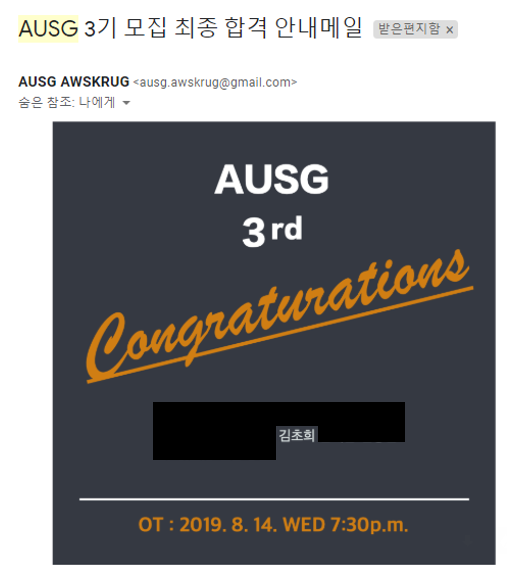 AUSG 3기 모집 최종 합격 안내메일 받은편지함 x
AUSG AWSKRUG <ausg.awskrug@gmail.com>
숨은 참조: 나에게
AUSG
3rd
Congraturations
김초희
OT : 2019. 8. 14. WED 7:30p.m.